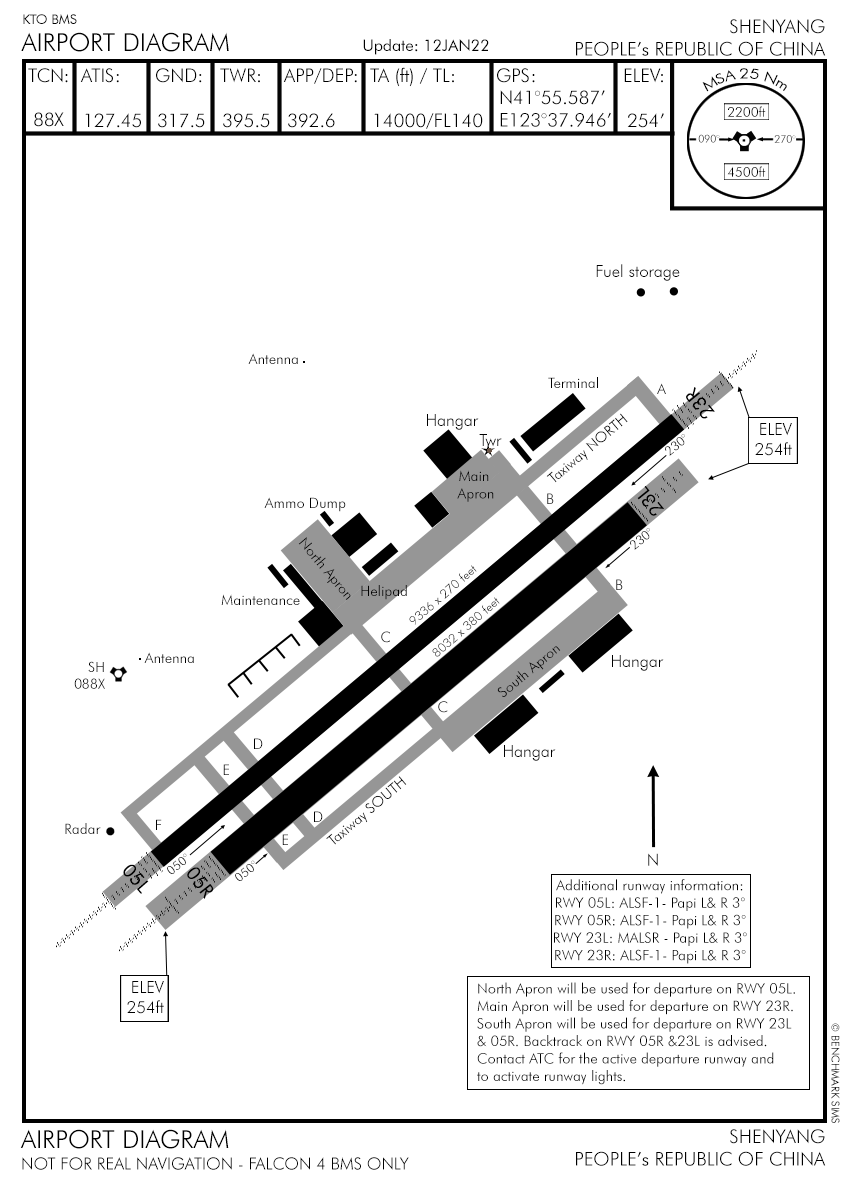 KTO BMS
AIRPORT DIAGRAM
Update: 12JAN22
SHENYANG
PEOPLE's REPUBLIC OF CHINA
TCN:
88X
ATIS:
127.45
GND:
317.5
TWR:
395.5
APP/DEP:
392.6
TA (ft) / TL:
14000/FL140
GPS:
N41°55.587'
E123°37.946'
ELEV:
254'
MSA 25 Nm
2200ft
090°
270°
4500ft
Fuel storage
Antenna
Terminal
A
23R
Hangar
Twr
Taxiway NORTH
ELEV
254ft
230°
Main
Apron
B
23L
Ammo Dump
230°
North Apron
Helipad
B
Maintenance
9336 x 270 feet
8032 x 380 feet
C
Antenna
SH
088X
South Apron
Hangar
C
D
Hangar
E
Taxiway SOUTH
D
F
Radar
E
050°
050°
05L
05R
N
ELEV
254ft
Additional runway information:
RWY 05L: ALSF-1- Papi L& R 3°
RWY 05R: ALSF-1- Papi L& R 3°
RWY 23L: MALSR - Papi L& R 3°
RWY 23R: ALSF-1- Papi L& R 3°
North Apron will be used for departure on RWY 05L.
Main Apron will be used for departure on RWY 23R.
South Apron will be used for departure on RWY 23L
& 05R. Backtrack on RWY 05R &23L is advised.
Contact ATC for the active departure runway and
to activate runway lights.
© BENCHMARK SIMS
AIRPORT DIAGRAM
NOT FOR REAL NAVIGATION - FALCON 4 BMS ONLY
SHENYANG
PEOPLE's REPUBLIC OF CHINA